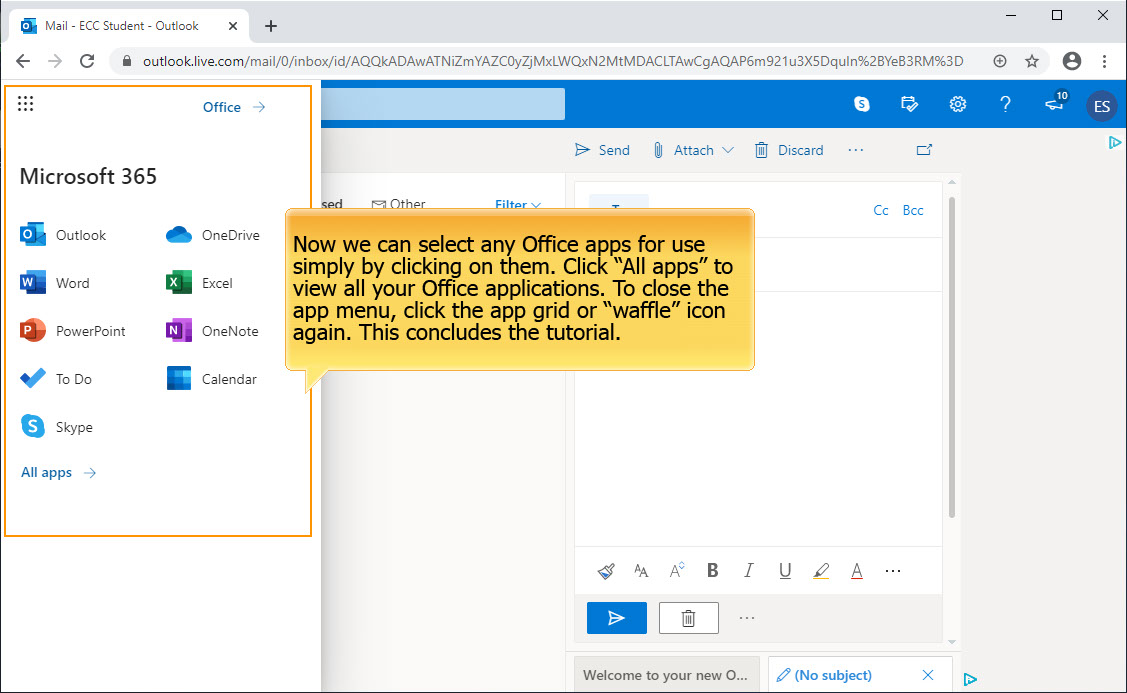 Mail - ECC Student - Outlook
outlook.live.com/mail/0/inbox/id/AQQkADAwATNiZmYAZC0yZjMxLWQxN2MtMDACLTAwCgAQAP6m921u3X5DquIn%2BYeB3RM%3D
Office
10
ES
Send
Attach
Discard
Microsoft 365
Other
Filter
Cc
Bcc
Outlook
OneDrive
Word
Excel
PowerPoint
OneNote
To Do
Calendar
Skype
All apps
Now we can select any Office apps for use
simply by clicking on them. Click “All apps” to
view all your Office applications. To close the
app menu, click the app grid or “waffle” icon
again. This concludes the tutorial.
B I U A
Welcome to your new O...
(No subject)